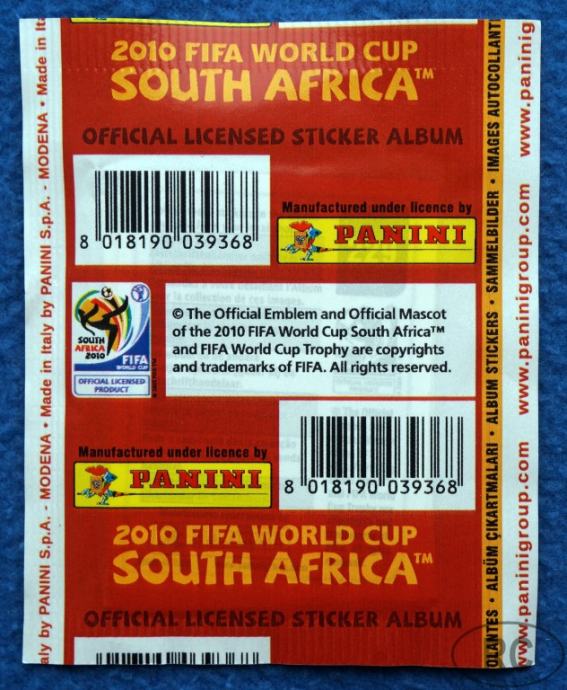 2010 FIFA WORLD CUP
SOUTH AFRICA™
OFFICIAL LICENSED STICKER ALBUM
8 018190 039368
Manufactured under licence by
PANINI
SOUTH
AFRICA
2010
FIFA
WORLD CUP
OFFICIAL LICENSED
PRODUCT
© The Official Emblem and Official Mascot
of the 2010 FIFA World Cup South Africa™
and FIFA World Cup Trophy are copyrights
and trademarks of FIFA. All rights reserved.
Manufactured under licence by
PANINI
8 018190 039368
2010 FIFA WORLD CUP
SOUTH AFRICA™
OFFICIAL LICENSED STICKER ALBUM
aly by PANINI S.p.A. - MODENA • Made in Italy by PANINI S.p.A. - MODENA • Made in It
OLANTES • ALBÜM ÇIKARTMALARI • ALBUM STICKERS • SAMMELBILDER • IMAGES AUTOCOLLANT
www.paninigroup.com www.paninigroup.com www.paninig